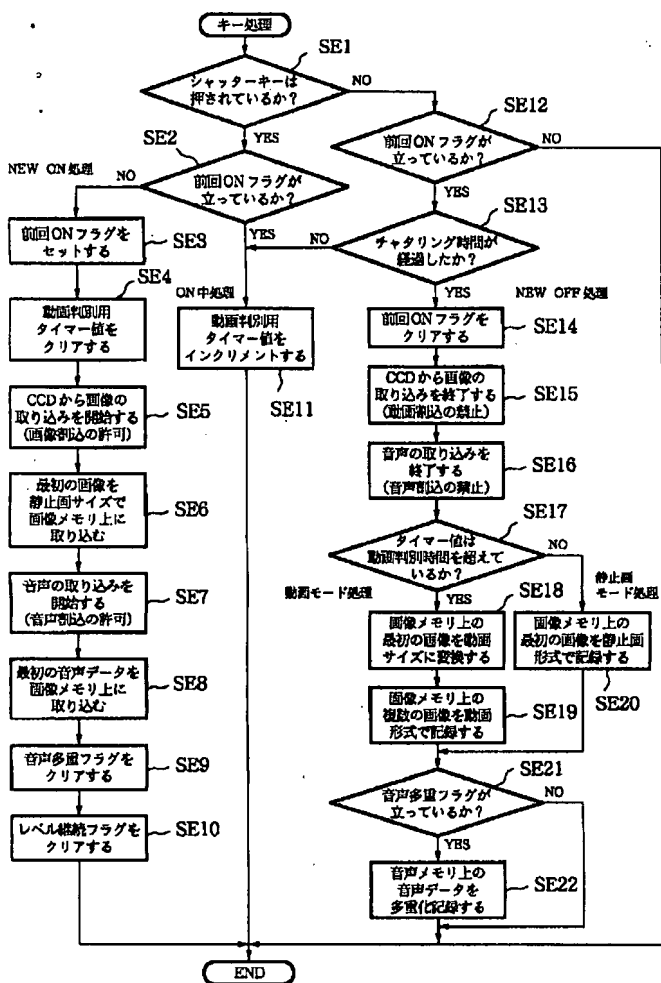 キー処理
SE1
シャッターキーは
押されているか？
NO
YES
SE2
前回ONフラグが
立っているか？
NO
YES
NEW ON処理
SE3
前回ONフラグを
セットする
SE4
動画判別用
タイマー値を
クリアする
SE5
CCDから画像の
取り込みを開始する
(画像割込の許可)
SE6
最初の画像を
静止画サイズで
画像メモリ上に
取り込む
SE7
音声の取り込みを
開始する
(音声割込の許可)
SE8
最初の音声データを
画像メモリ上に
取り込む
SE9
音声多重フラグを
クリアする
SE10
レベル継続フラグを
クリアする
ON中処理
動画判別用
タイマー値を
インクリメントする
SE11
SE12
前回ONフラグが
立っているか？
NO
YES
SE13
チャタリング時間が
経過したか？
NO
YES
NEW OFF処理
SE14
前回ONフラグを
クリアする
SE15
CCDから画像の
取り込みを終了する
(動画割込の禁止)
SE16
音声の取り込みを
終了する
(音声割込の禁止)
SE17
タイマー値は
動画判別時間を超えて
いるか？
NO
YES
動画モード処理
静止画
モード処理
SE18
画像メモリ上の
最初の画像を動画
サイズに変換する
画像メモリ上の
最初の画像を静止画
形式で記録する
SE20
SE19
画像メモリ上の
複数の画像を動画
形式で記録する
SE21
音声多重フラグが
立っているか？
NO
YES
SE22
音声メモリ上の
音声データを
多重化記録する
END